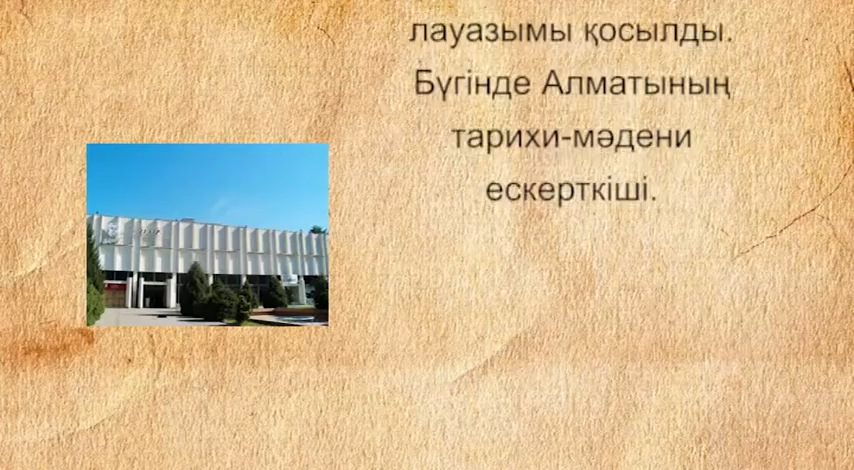 лауазымы қосылды.
Бүгінде Алматының
тарихи-мәдени
ескерткіші.